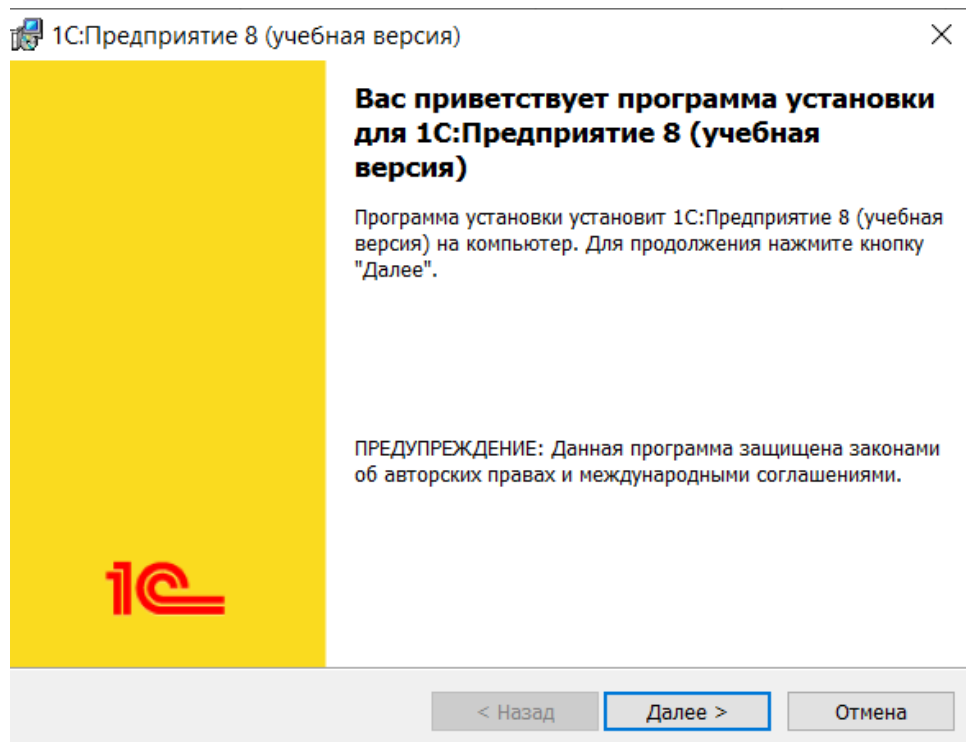 1С:Предприятие 8 (учебная версия)
Вас приветствует программа установки
для 1С:Предприятие 8 (учебная
версия)
Программа установки установит 1С:Предприятие 8 (учебная
версия) на компьютер. Для продолжения нажмите кнопку
"Далее".
ПРЕДУПРЕЖДЕНИЕ: Данная программа защищена законами
об авторских правах и международными соглашениями.
1С
< Назад
Далее >
Отмена